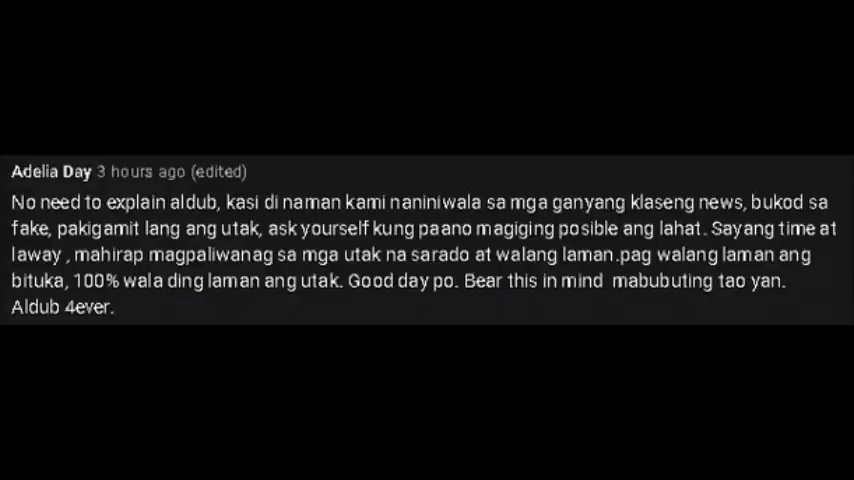 Adelia Day 3 hours ago (edited)
No need to explain aldub, kasi di naman kami naniniwala sa mga ganyang klaseng news, bukod sa
fake, pakigamit lang ang utak, ask yourself kung paano magiging posible ang lahat. Sayang time at
laway , mahirap magpaliwanag sa mga utak na sarado at walang laman.pag walang laman ang
bituka, 100% wala ding laman ang utak. Good day po. Bear this in mind mabubuting tao yan.
Aldub 4ever.